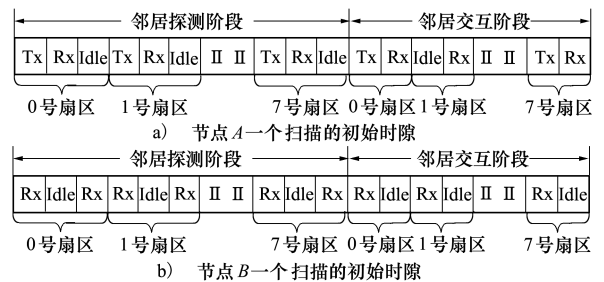 邻居探测阶段 邻居交互阶段
Tx Rx Idle Tx Rx Idle Ⅱ Ⅱ Tx Rx Idle Tx Rx Idle Rx Ⅱ Ⅱ Tx Rx
0号扇区 1号扇区 7号扇区 0号扇区 1号扇区 7号扇区
a) 节点A一个扫描的初始时隙
邻居探测阶段 邻居交互阶段
Rx Idle Rx Rx Idle Rx Ⅱ Ⅱ Rx Idle Rx Rx Idle Rx Idle Ⅱ Ⅱ Rx Idle
0号扇区 1号扇区 7号扇区 0号扇区 1号扇区 7号扇区
b) 节点B一个扫描的初始时隙